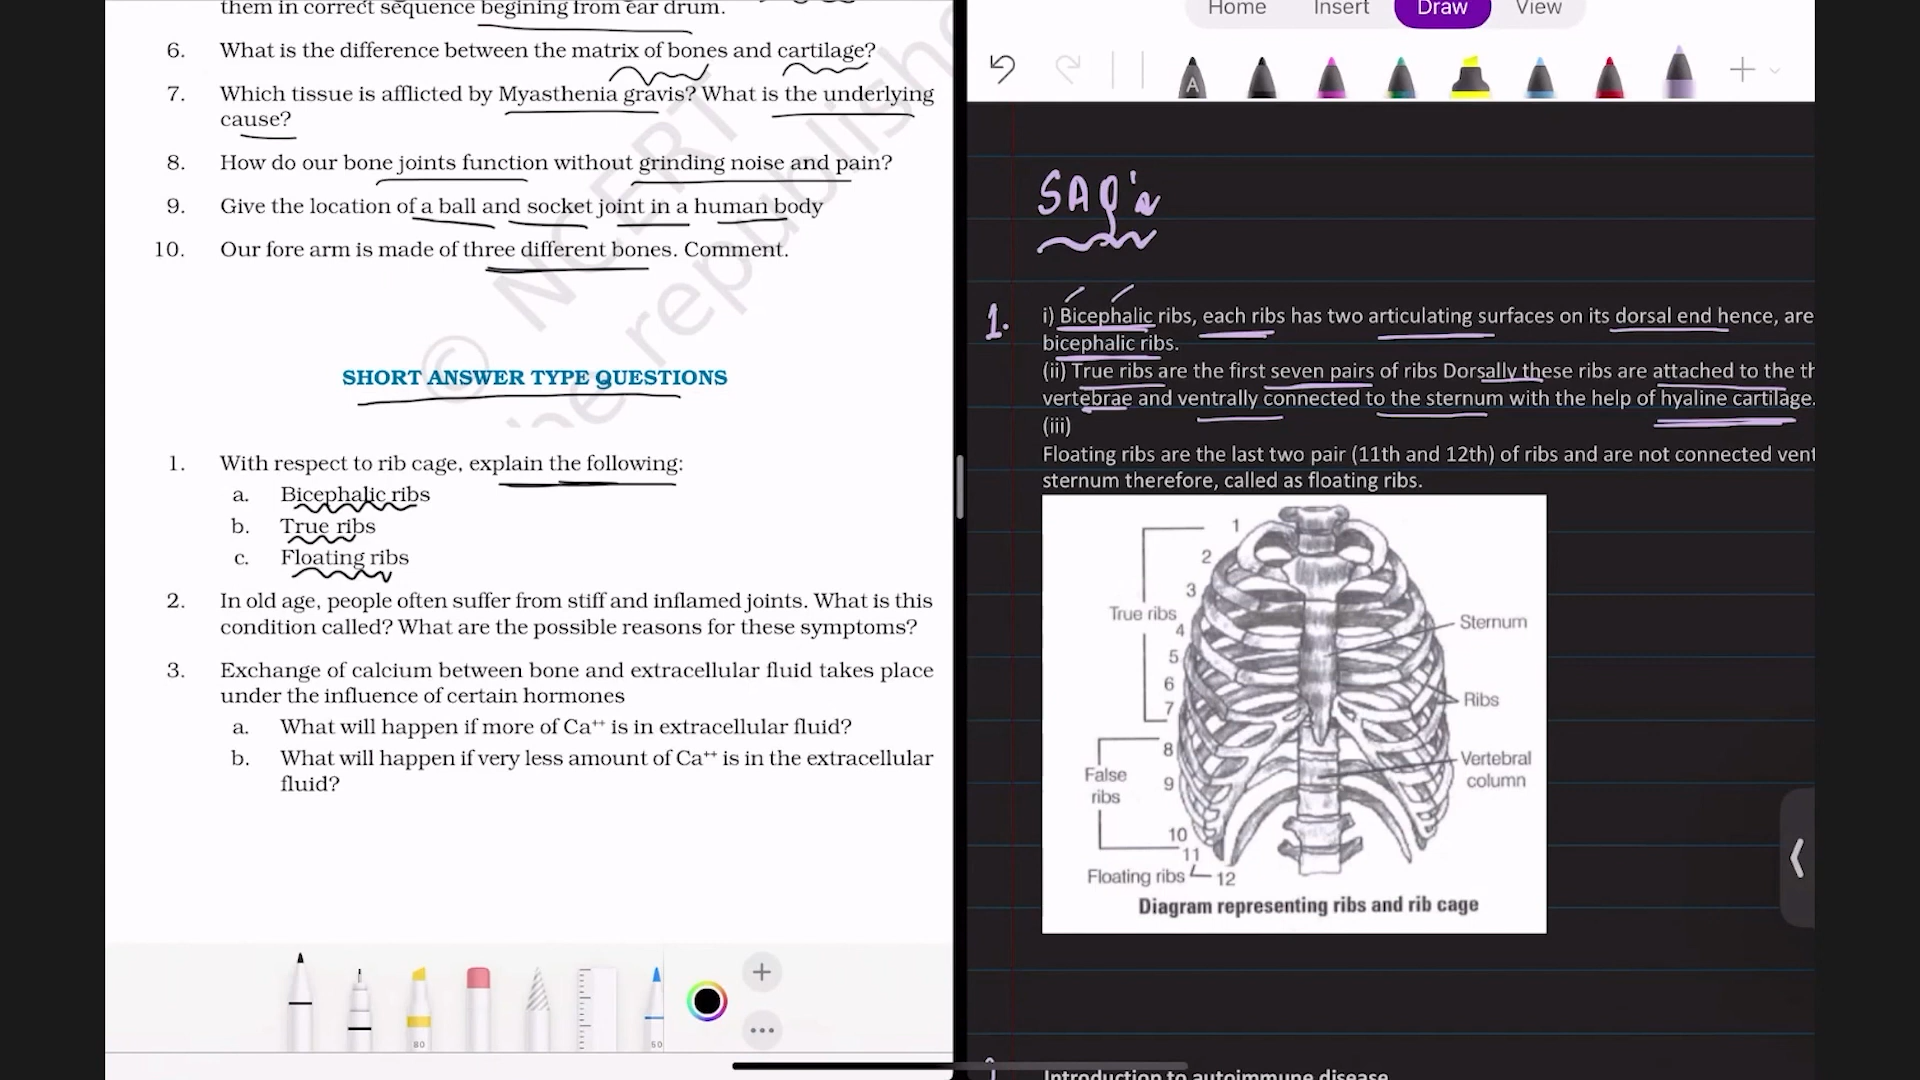 them in correct sequence begining from ear drum.
6. What is the difference between the matrix of bones and cartilage?
7. Which tissue is afflicted by Myasthenia gravis? What is the underlying
cause?
8. How do our bone joints function without grinding noise and pain?
9. Give the location of a ball and socket joint in a human body
10. Our fore arm is made of three different bones. Comment.
© NCERT
be republished
SHORT ANSWER TYPE QUESTIONS
1. With respect to rib cage, explain the following:
a. Bicephalic ribs
b. True ribs
c. Floating ribs
2. In old age, people often suffer from stiff and inflamed joints. What is this
condition called? What are the possible reasons for these symptoms?
3. Exchange of calcium between bone and extracellular fluid takes place
under the influence of certain hormones
a. What will happen if more of Ca⁺⁺ is in extracellular fluid?
b. What will happen if very less amount of Ca⁺⁺ is in the extracellular
fluid?
80
50
Home Insert Draw View
A
SAQ's
1. i) Bicephalic ribs, each ribs has two articulating surfaces on its dorsal end hence, are
bicephalic ribs.
(ii) True ribs are the first seven pairs of ribs Dorsally these ribs are attached to the th
vertebrae and ventrally connected to the sternum with the help of hyaline cartilage.
(iii)
Floating ribs are the last two pair (11th and 12th) of ribs and are not connected vent
sternum therefore, called as floating ribs.
1
2
3
True ribs
4
Sternum
5
6
7
Ribs
8
False
ribs
9
Vertebral
column
10
11
Floating ribs 12
Diagram representing ribs and rib cage
Introduction to autoimmune disease